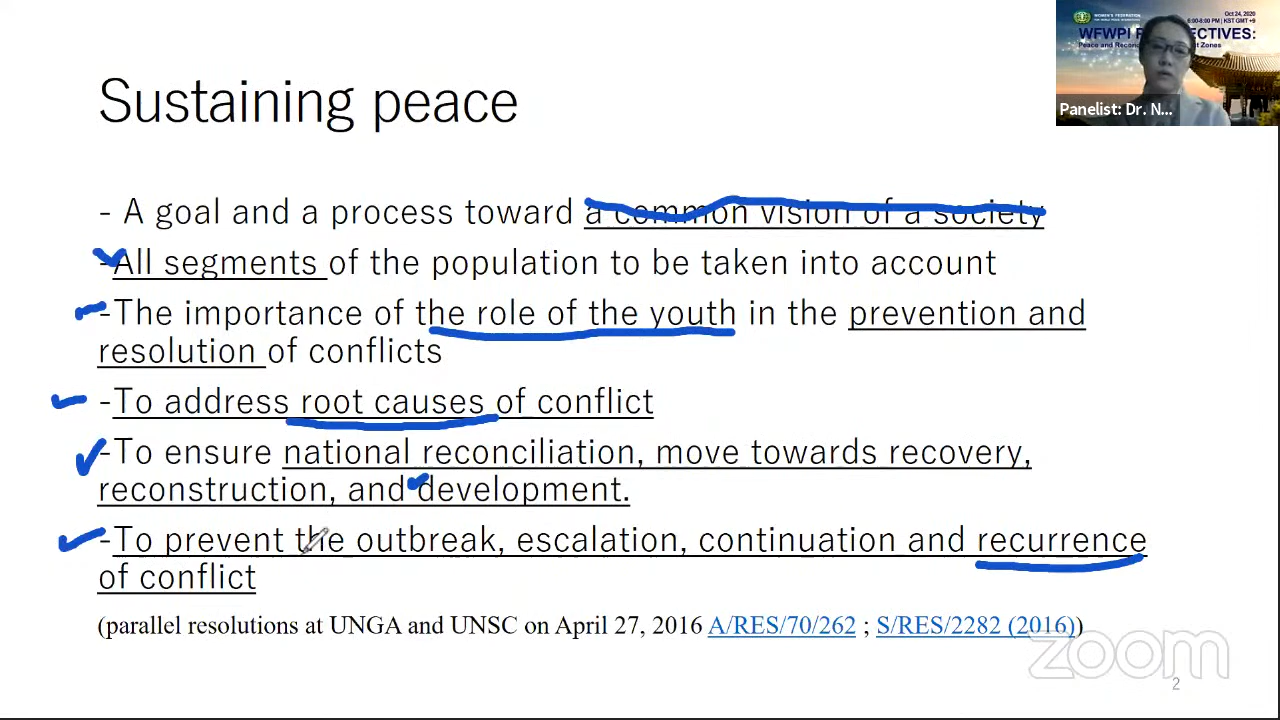 Oct 24, 2020
WOMEN'S FEDERATION
6:00-8:00 PM | KST GMT +9
WFWPI
Peace and
Zones
Panelist: Dr. N...
Sustaining peace
- A goal and a process toward a common vision of a society
-All segments of the population to be taken into account
-The importance of the role of the youth in the prevention and
resolution of conflicts
-To address root causes of conflict
-To ensure national reconciliation, move towards recovery,
reconstruction, and development.
-To prevent the outbreak, escalation, continuation and recurrence
of conflict
(parallel resolutions at UNGA and UNSC on April 27, 2016 A/RES/70/262 ; S/RES/2282 (2016))
zoom
2